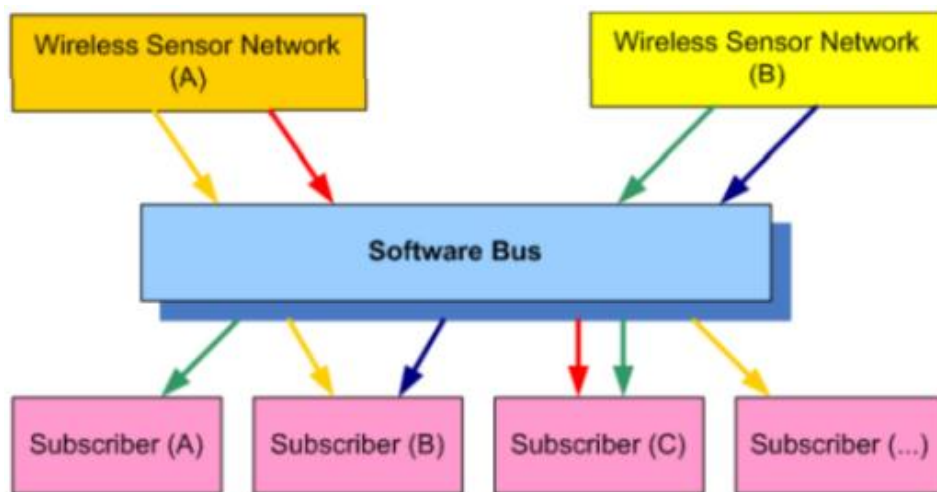 Wireless Sensor Network
(A)
Wireless Sensor Network
(B)
Software Bus
Subscriber (A)
Subscriber (B)
Subscriber (C)
Subscriber (...)